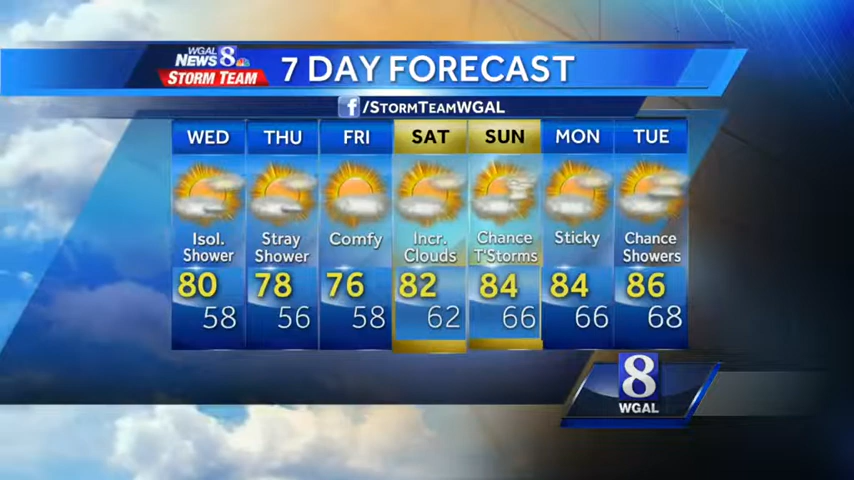 WGAL
NEWS 8
STORM TEAM
7 DAY FORECAST
f/STORMTEAMWGAL
WED THU FRI SAT SUN MON TUE
Isol. Shower Stray Shower Comfy Incr. Clouds Chance T'Storms Sticky Chance Showers
80 78 76 82 84 84 86
58 56 58 62 66 66 68
8
WGAL